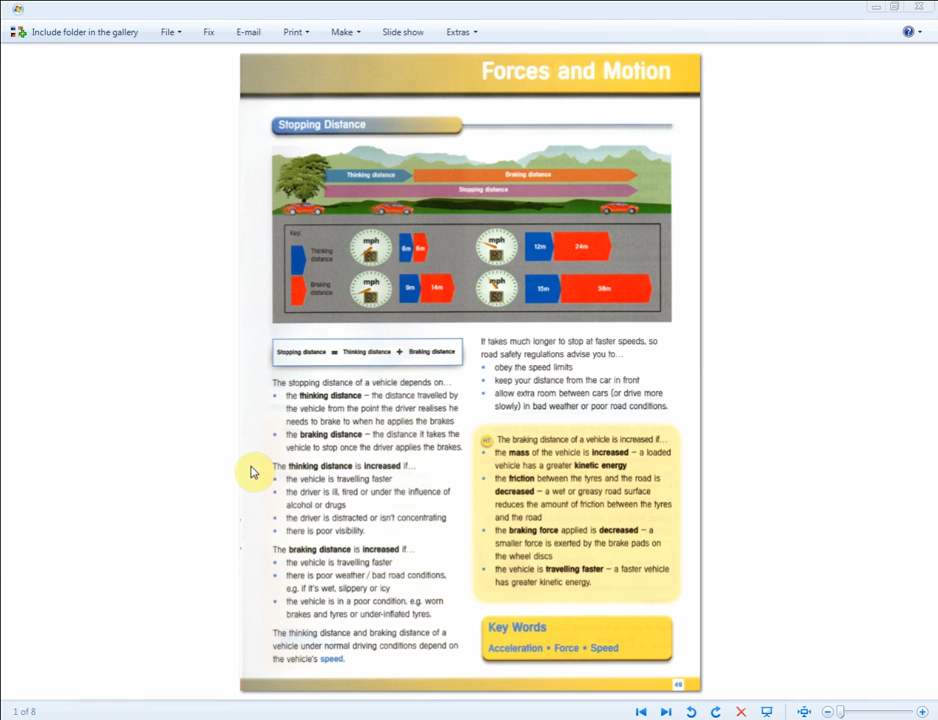 Include folder in the gallery File Fix E-mail Print Make Slide show Extras
Forces and Motion
Stopping Distance
Thinking distance Braking distance
Stopping distance
Key:
Thinking
distance
Braking
distance
mph 6m 6m
mph 12m 24m
mph 9m 14m
mph 15m 38m
Stopping distance = Thinking distance + Braking distance
The stopping distance of a vehicle depends on...
• the thinking distance – the distance travelled by
the vehicle from the point the driver realises he
needs to brake to when he applies the brakes
• the braking distance – the distance it takes the
vehicle to stop once the driver applies the brakes.
The thinking distance is increased if...
• the vehicle is travelling faster
• the driver is ill, tired or under the influence of
alcohol or drugs
• the driver is distracted or isn't concentrating
• there is poor visibility.
The braking distance is increased if...
• the vehicle is travelling faster
• there is poor weather / bad road conditions,
e.g. if it's wet, slippery or icy
• the vehicle is in a poor condition, e.g. worn
brakes and tyres or under-inflated tyres.
The thinking distance and braking distance of a
vehicle under normal driving conditions depend on
the vehicle's speed.
It takes much longer to stop at faster speeds, so
road safety regulations advise you to...
• obey the speed limits
• keep your distance from the car in front
• allow extra room between cars (or drive more
slowly) in bad weather or poor road conditions.
HT The braking distance of a vehicle is increased if...
• the mass of the vehicle is increased – a loaded
vehicle has a greater kinetic energy
• the friction between the tyres and the road is
decreased – a wet or greasy road surface
reduces the amount of friction between the tyres
and the road
• the braking force applied is decreased – a
smaller force is exerted by the brake pads on
the wheel discs
• the vehicle is travelling faster – a faster vehicle
has greater kinetic energy.
Key Words
Acceleration • Force • Speed
49
1 of 8